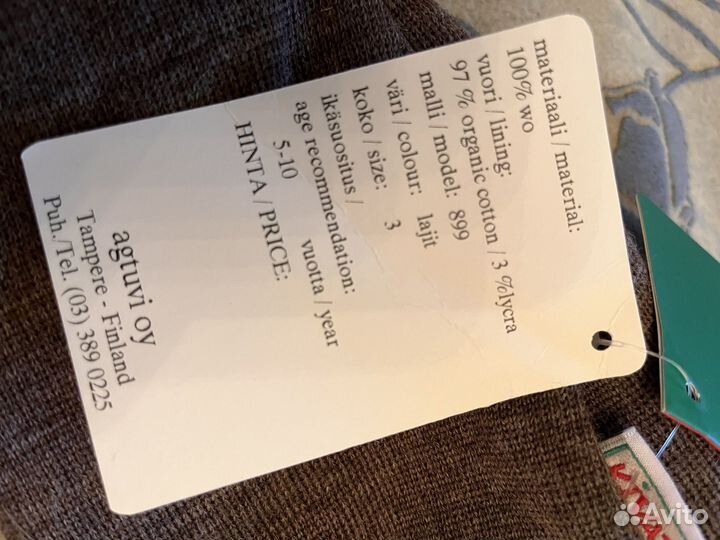 materiaali / material:
100% wo
vuori / lining:
97 % organic cotton / 3 %lycra
malli / model: 899
väri / colour: lajit
koko / size: 3
ikäsuositus /
age recommendation:
5-10 vuotta / year
HINTA / PRICE:
agtuvi oy
Tampere - Finland
Puh./Tel. (03) 389 0225
Avito